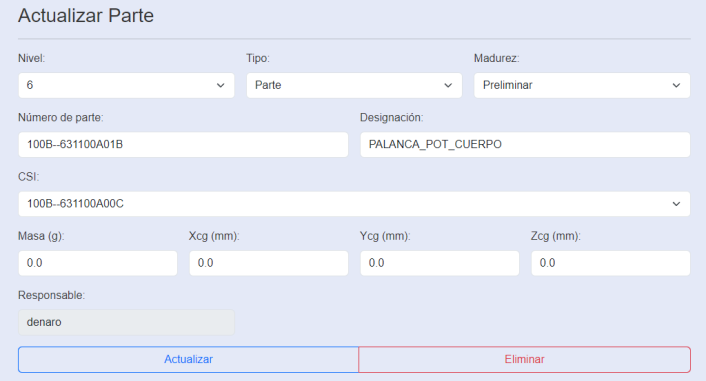 Actualizar Parte
Nivel: Tipo: Madurez:
6 Parte Preliminar
Número de parte: Designación:
100B--631100A01B PALANCA_POT_CUERPO
CSI:
100B--631100A00C
Masa (g): Xcg (mm): Ycg (mm): Zcg (mm):
0.0 0.0 0.0 0.0
Responsable:
denaro
Actualizar Eliminar